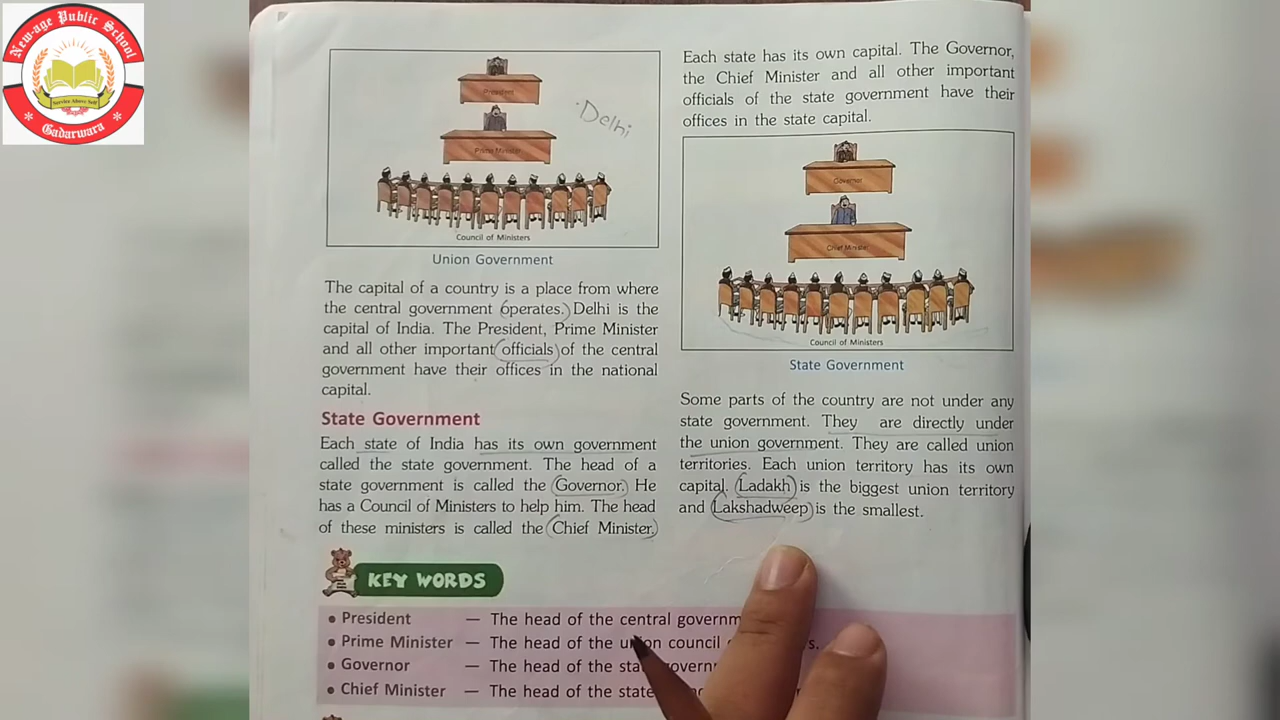 New-age Public School
Service Above Self
Gadarwara
President
Delhi
Prime Minister
Council of Ministers
Union Government
The capital of a country is a place from where
the central government operates. Delhi is the
capital of India. The President, Prime Minister
and all other important officials of the central
government have their offices in the national
capital.
State Government
Each state of India has its own government
called the state government. The head of a
state government is called the Governor. He
has a Council of Ministers to help him. The head
of these ministers is called the Chief Minister.
Each state has its own capital. The Governor,
the Chief Minister and all other important
officials of the state government have their
offices in the state capital.
Governor
Chief Minister
Council of Ministers
State Government
Some parts of the country are not under any
state government. They are directly under
the union government. They are called union
territories. Each union territory has its own
capital. Ladakh is the biggest union territory
and Lakshadweep is the smallest.
KEY WORDS
• President — The head of the central
• Prime Minister — The head of the union council
• Governor — The head of the
• Chief Minister — The head of the state